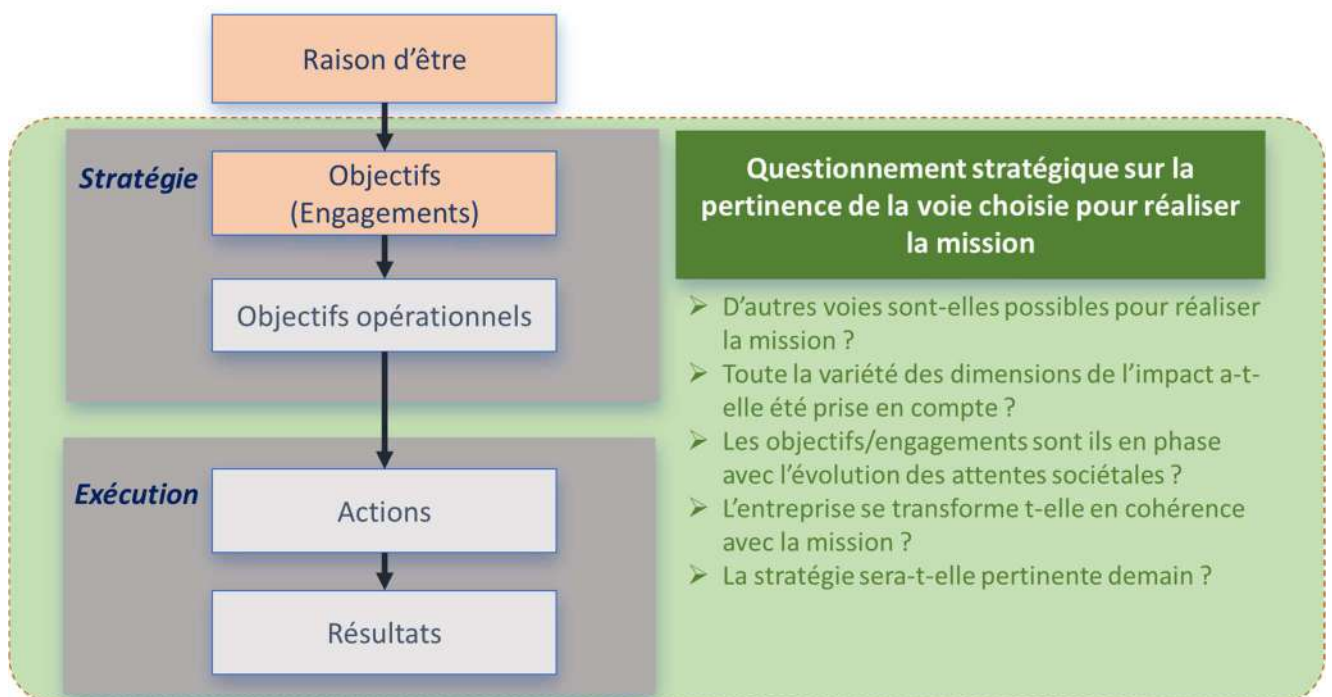 Raison d'être
Stratégie
Objectifs
(Engagements)
Objectifs opérationnels
Exécution
Actions
Résultats
Questionnement stratégique sur la
pertinence de la voie choisie pour réaliser
la mission
➢ D'autres voies sont-elles possibles pour réaliser
la mission ?
➢ Toute la variété des dimensions de l'impact a-t-
elle été prise en compte ?
➢ Les objectifs/engagements sont ils en phase
avec l'évolution des attentes sociétales ?
➢ L'entreprise se transforme t-elle en cohérence
avec la mission ?
➢ La stratégie sera-t-elle pertinente demain ?